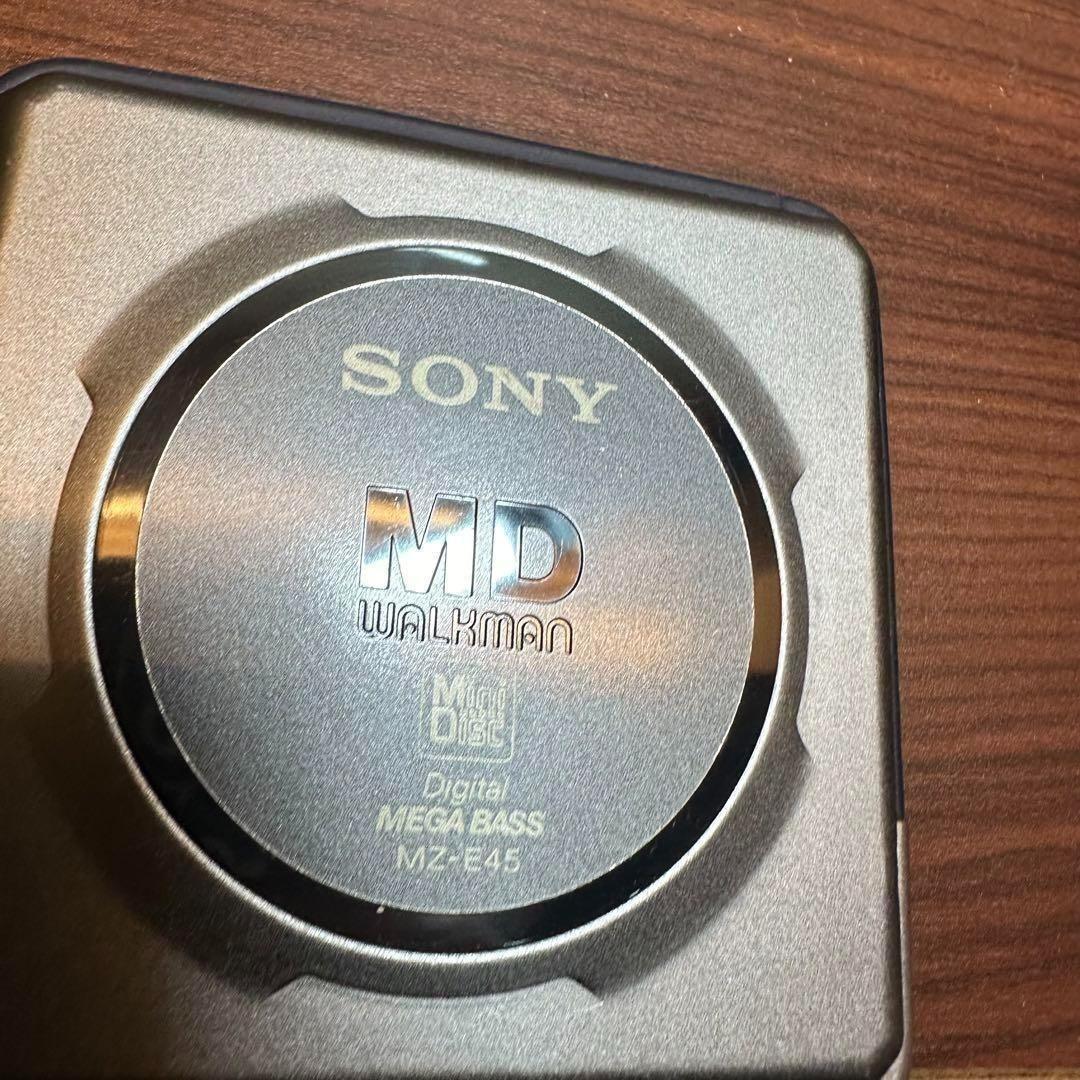 SONY
MD
WALKMAN
Mini
Disc
Digital
MEGA BASS
MZ-E45